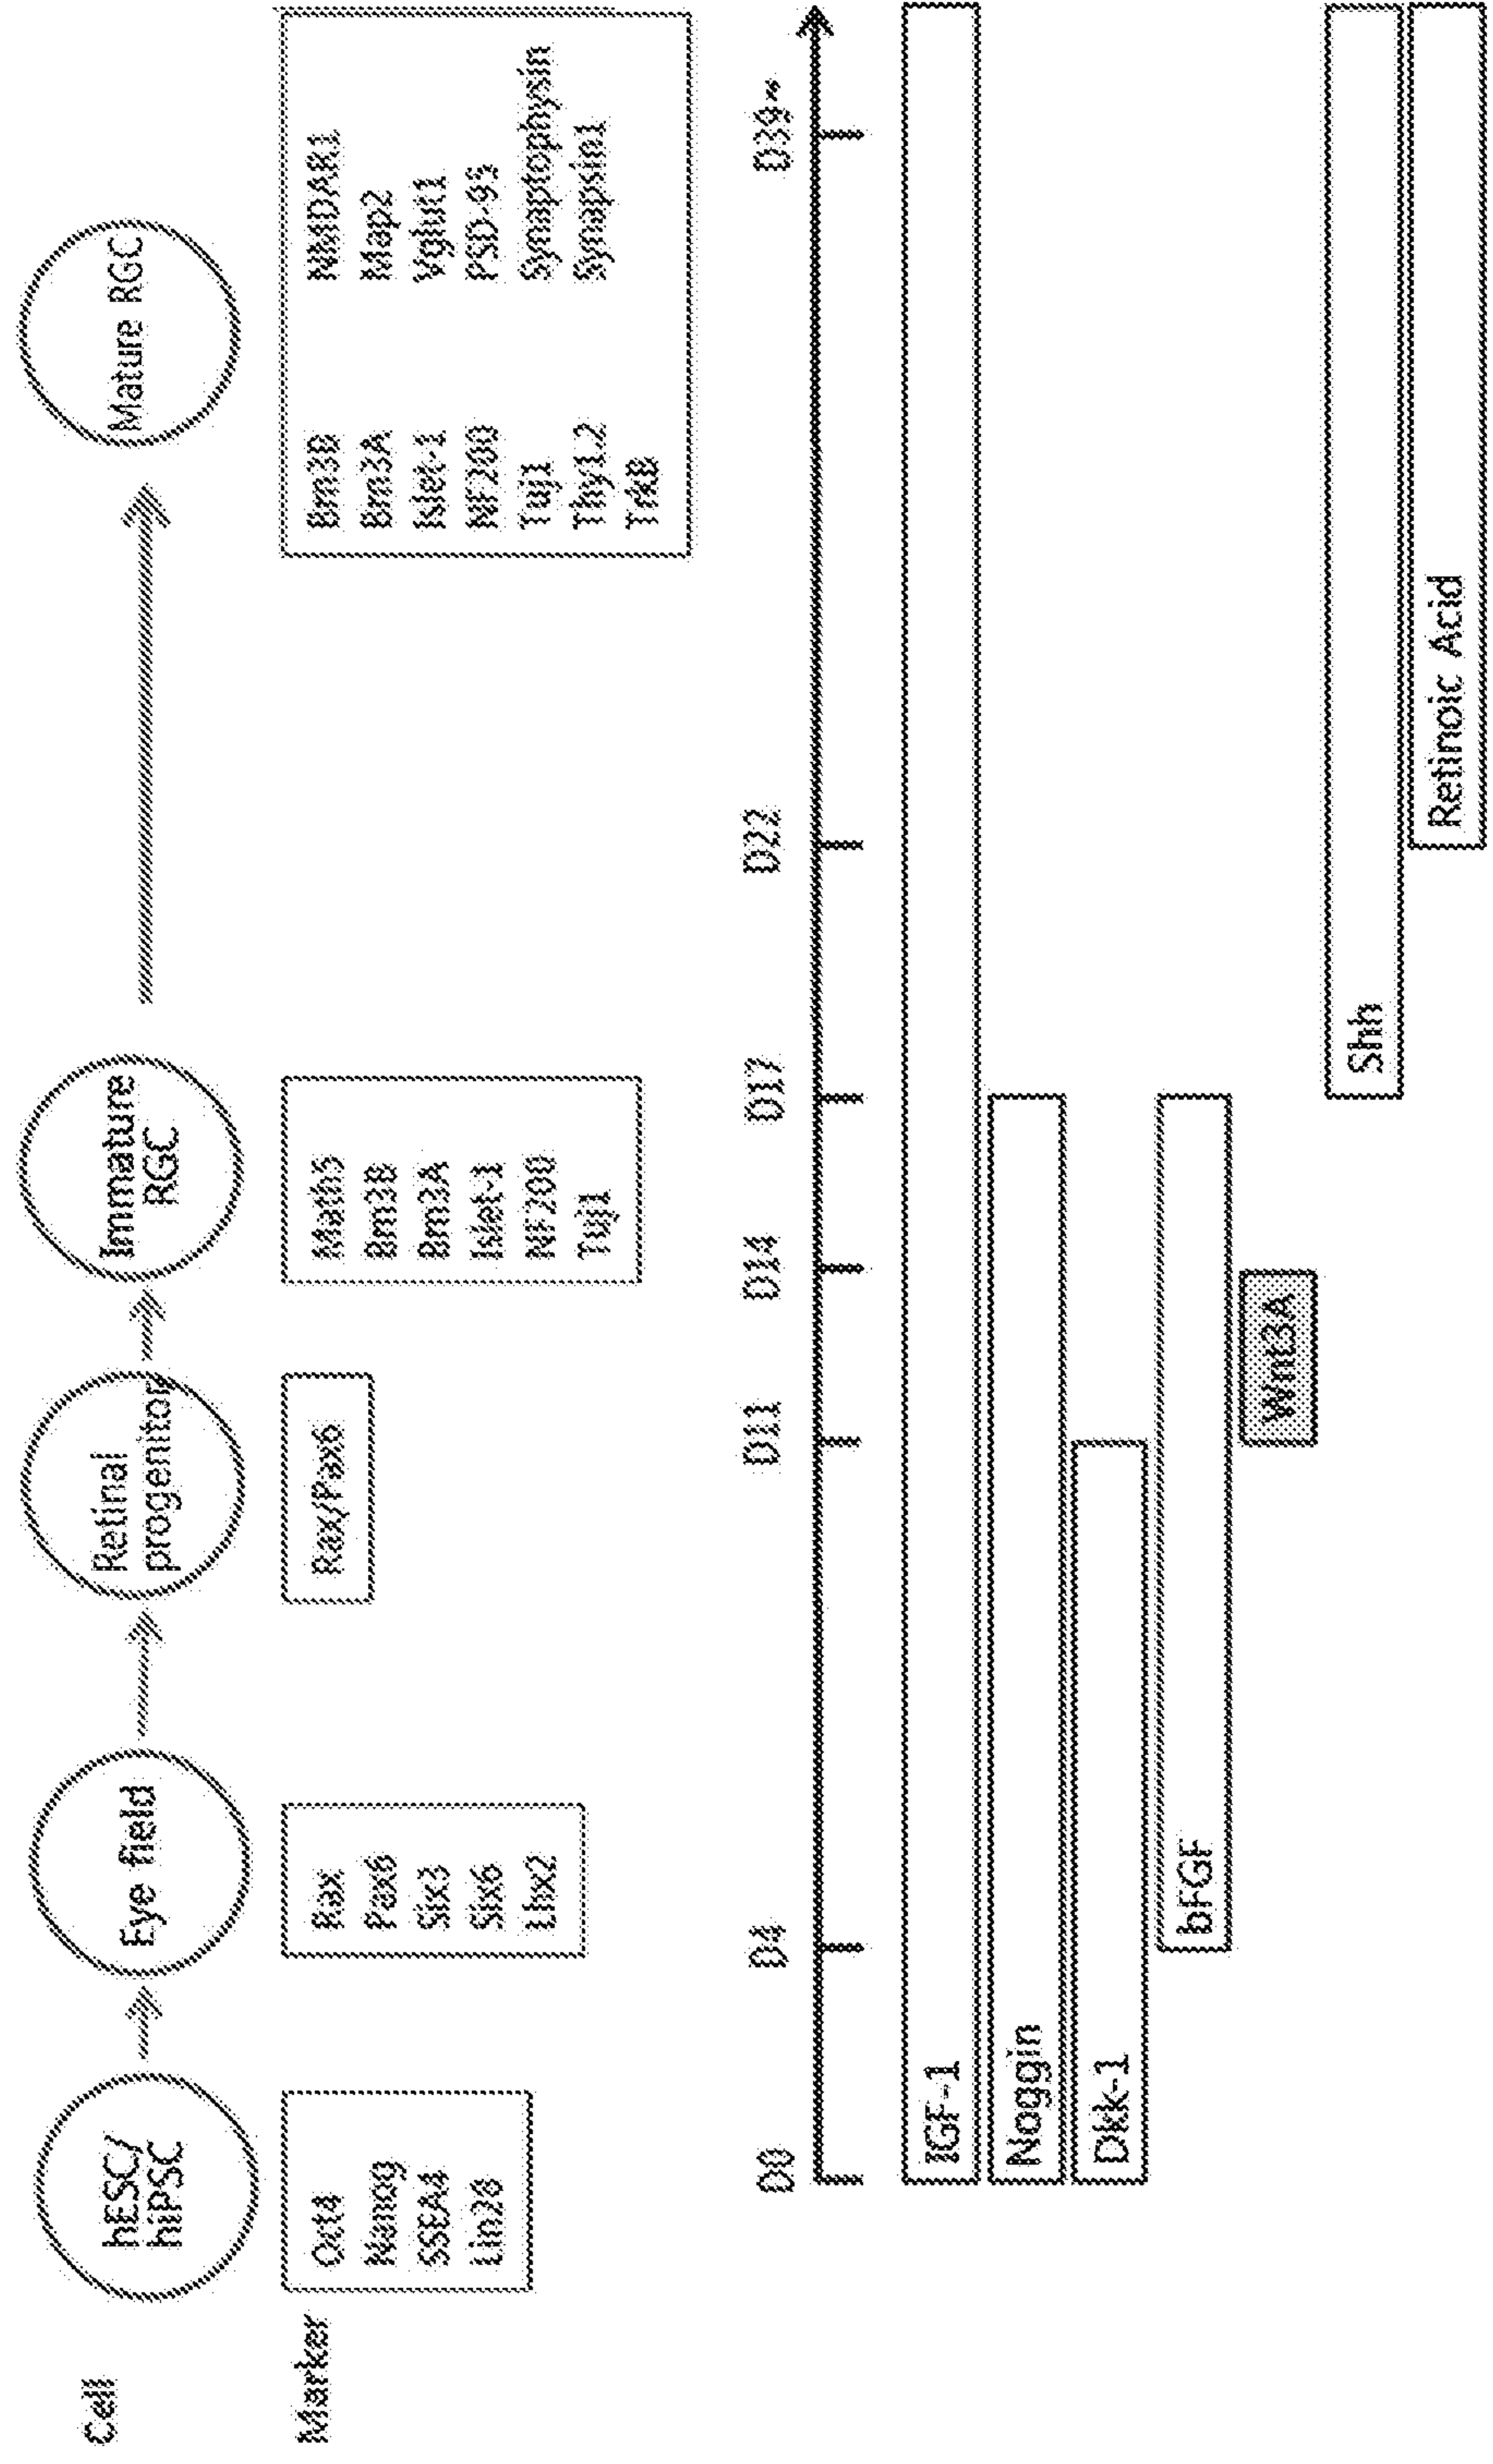 Cell
hESC/
hiPSC
Eye field
Retinal
progenitor
Immature
RGC
Mature RGC
Marker
Oct4
Nanog
SSEA4
Lin28
Rax
Pax6
Six3
Six6
Lhx2
Rax/Pax6
Math5
Brn3B
Brn3A
Islet-1
NF200
Tuj1
Brn3B
Brn3A
Islet-1
NF200
Tuj1
Thy1.2
TrkB
NMDAR1
Map2
Vglut1
PSD-95
Synaptophysin
Synapsin1
D0
D4
D11
D14
D17
D22
D39~
IGF-1
Noggin
Dkk-1
bFGF
Wnt3A
Shh
Retinoic Acid